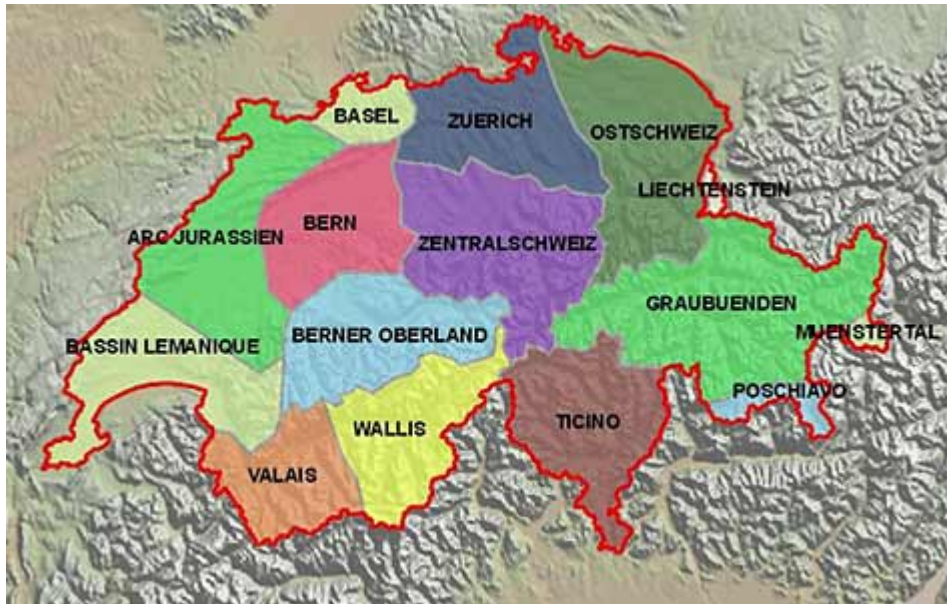 BASEL
ZUERICH
OSTSCHWEIZ
LIECHTENSTEIN
ARC JURASSIEN
BERN
ZENTRALSCHWEIZ
GRAUBUENDEN
BASSIN LEMANIQUE
BERNER OBERLAND
MUENSTERTAL
POSCHIAVO
WALLIS
TICINO
VALAIS